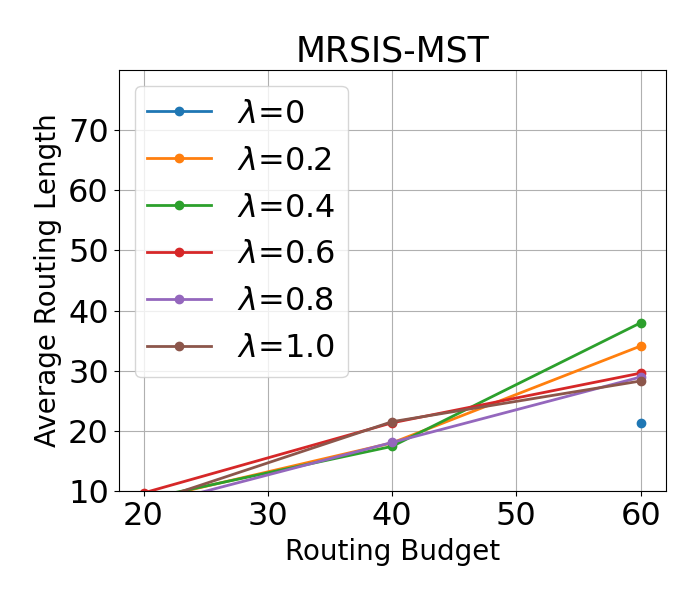 MRSIS-MST
λ=0
λ=0.2
λ=0.4
λ=0.6
λ=0.8
λ=1.0
Average Routing Length
70
60
50
40
30
20
10
20 30 40 50 60
Routing Budget